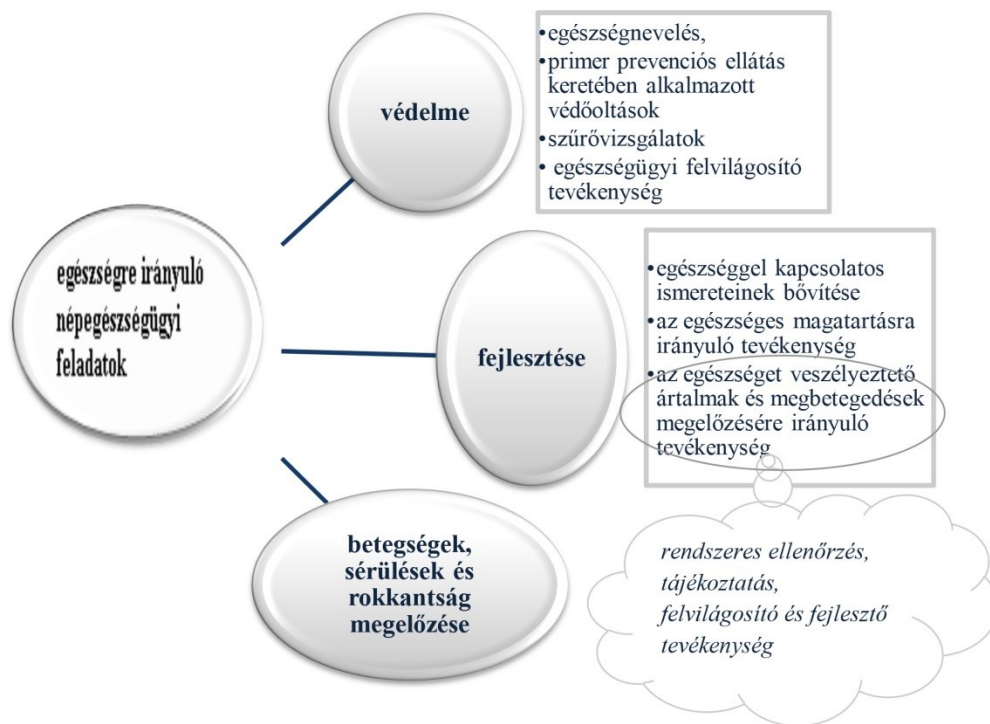 egészségre irányuló
népegészségügyi
feladatok
védelme
•egészségnevelés,
•primer prevenciós ellátás
keretében alkalmazott
védőoltások
•szűrővizsgálatok
• egészségügyi felvilágosító
tevékenység
fejlesztése
•egészséggel kapcsolatos
ismereteinek bővítése
•az egészséges magatartásra
irányuló tevékenység
•az egészséget veszélyeztető
ártalmak és megbetegedések
megelőzésére irányuló
tevékenység
betegségek,
sérülések és
rokkantság
megelőzése
rendszeres ellenőrzés,
tájékoztatás,
felvilágosító és fejlesztő
tevékenység